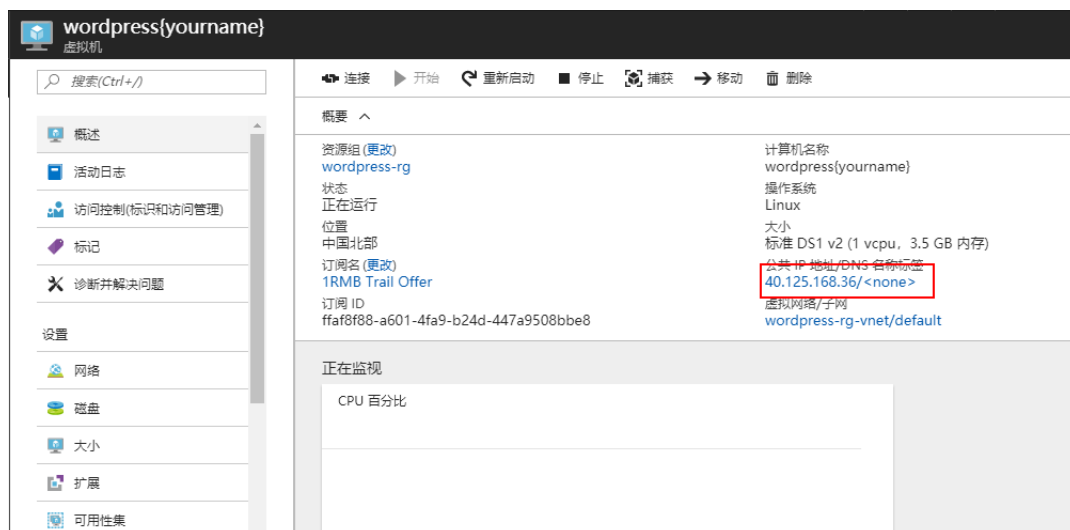 wordpress{yourname}
虚拟机
搜索(Ctrl+/)
概述
活动日志
访问控制(标识和访问管理)
标记
诊断并解决问题
设置
网络
磁盘
大小
扩展
可用性集
连接 开始 重新启动 停止 捕获 移动 删除
概要
资源组 (更改)
wordpress-rg
状态
正在运行
位置
中国北部
订阅名 (更改)
1RMB Trail Offer
订阅 ID
ffaf8f88-a601-4fa9-b24d-447a9508bbe8
计算机名称
wordpress{yourname}
操作系统
Linux
大小
标准 DS1 v2 (1 vcpu，3.5 GB 内存)
公共 IP 地址/DNS 名称标签
40.125.168.36/<none>
虚拟网络/子网
wordpress-rg-vnet/default
正在监视
CPU 百分比